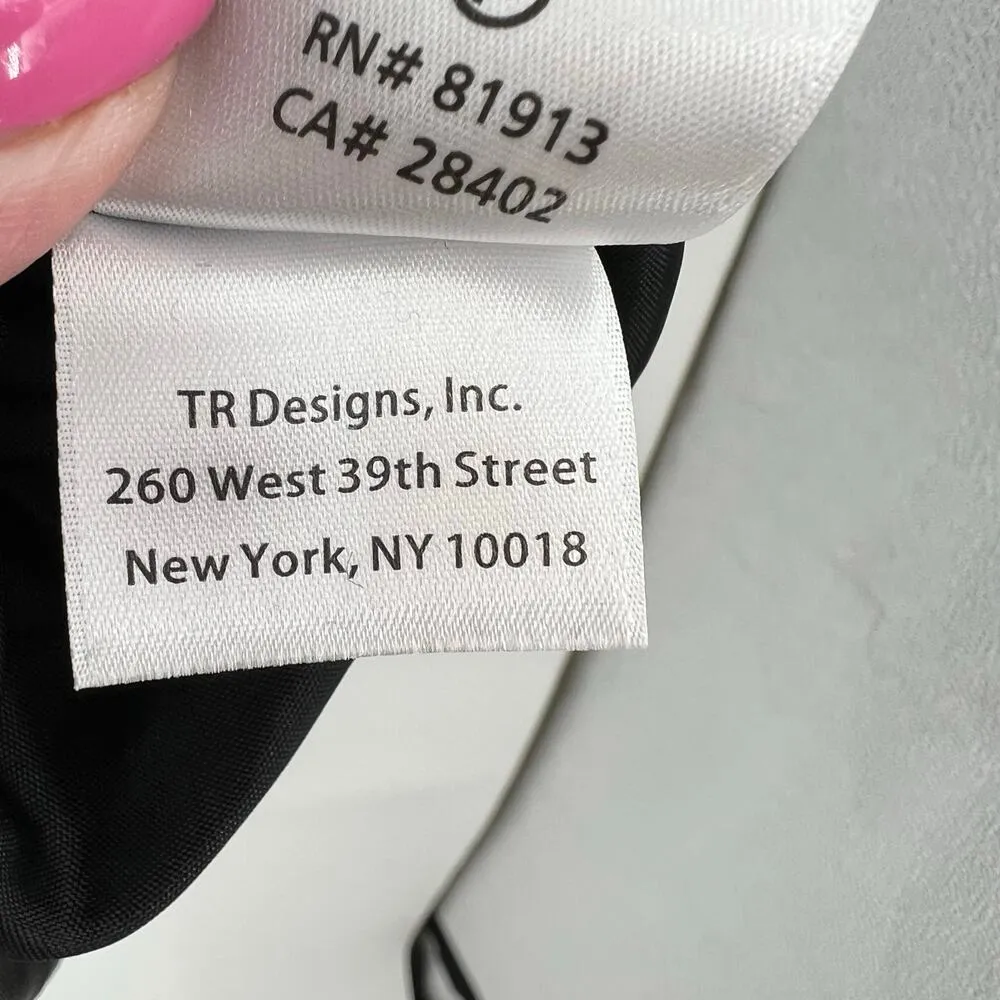 RN# 81913
CA# 28402
TR Designs, Inc.
260 West 39th Street
New York, NY 10018